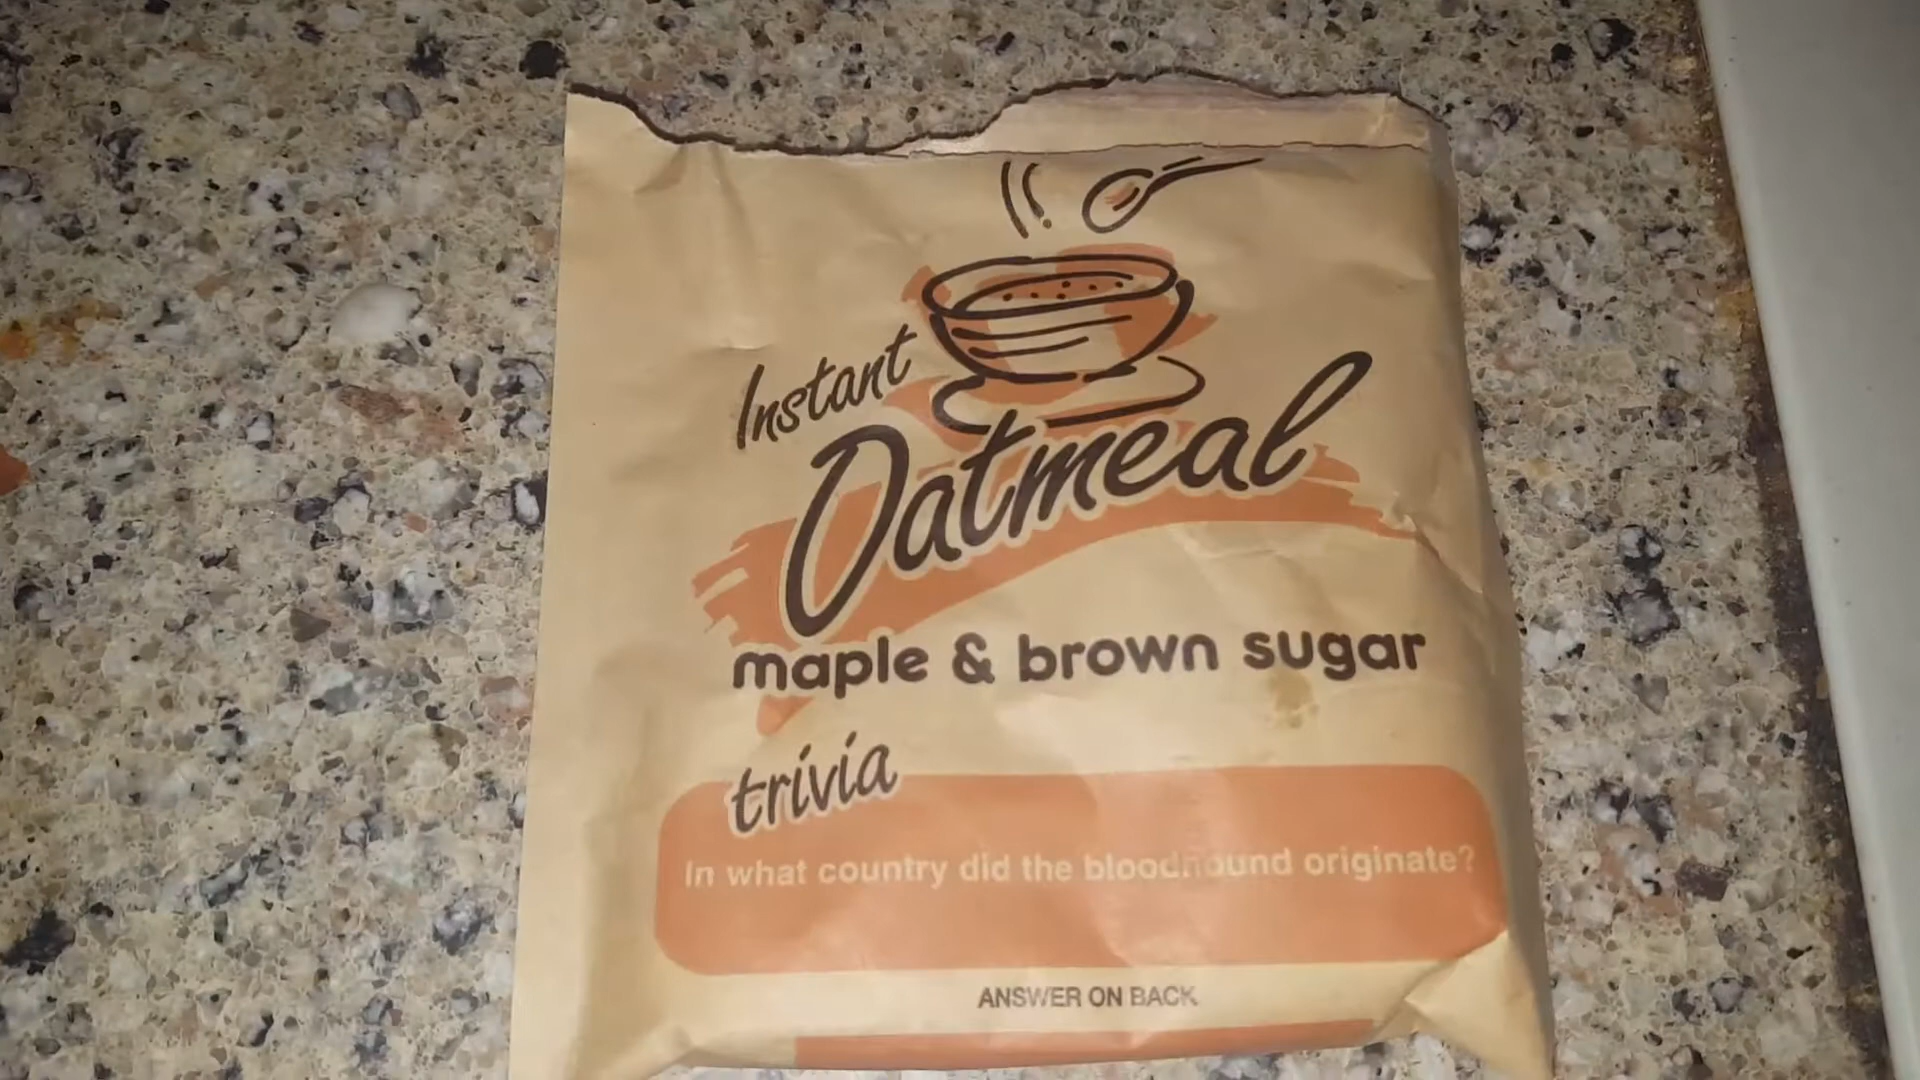 Instant
Oatmeal
maple & brown sugar
trivia
In what country did the bloodhound originate?
ANSWER ON BACK